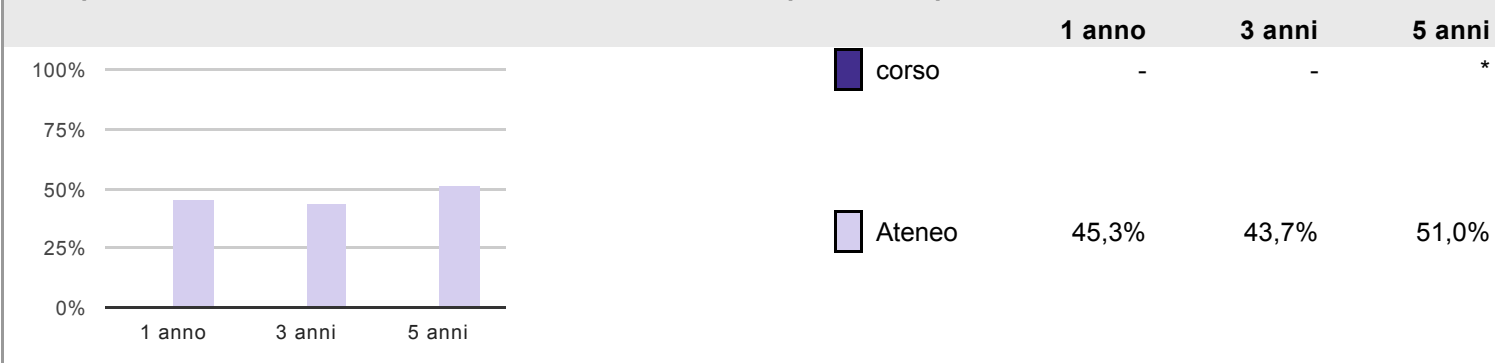 1 anno 3 anni 5 anni
100%
75%
50%
25%
0%
1 anno 3 anni 5 anni
corso - - *
Ateneo 45,3% 43,7% 51,0%